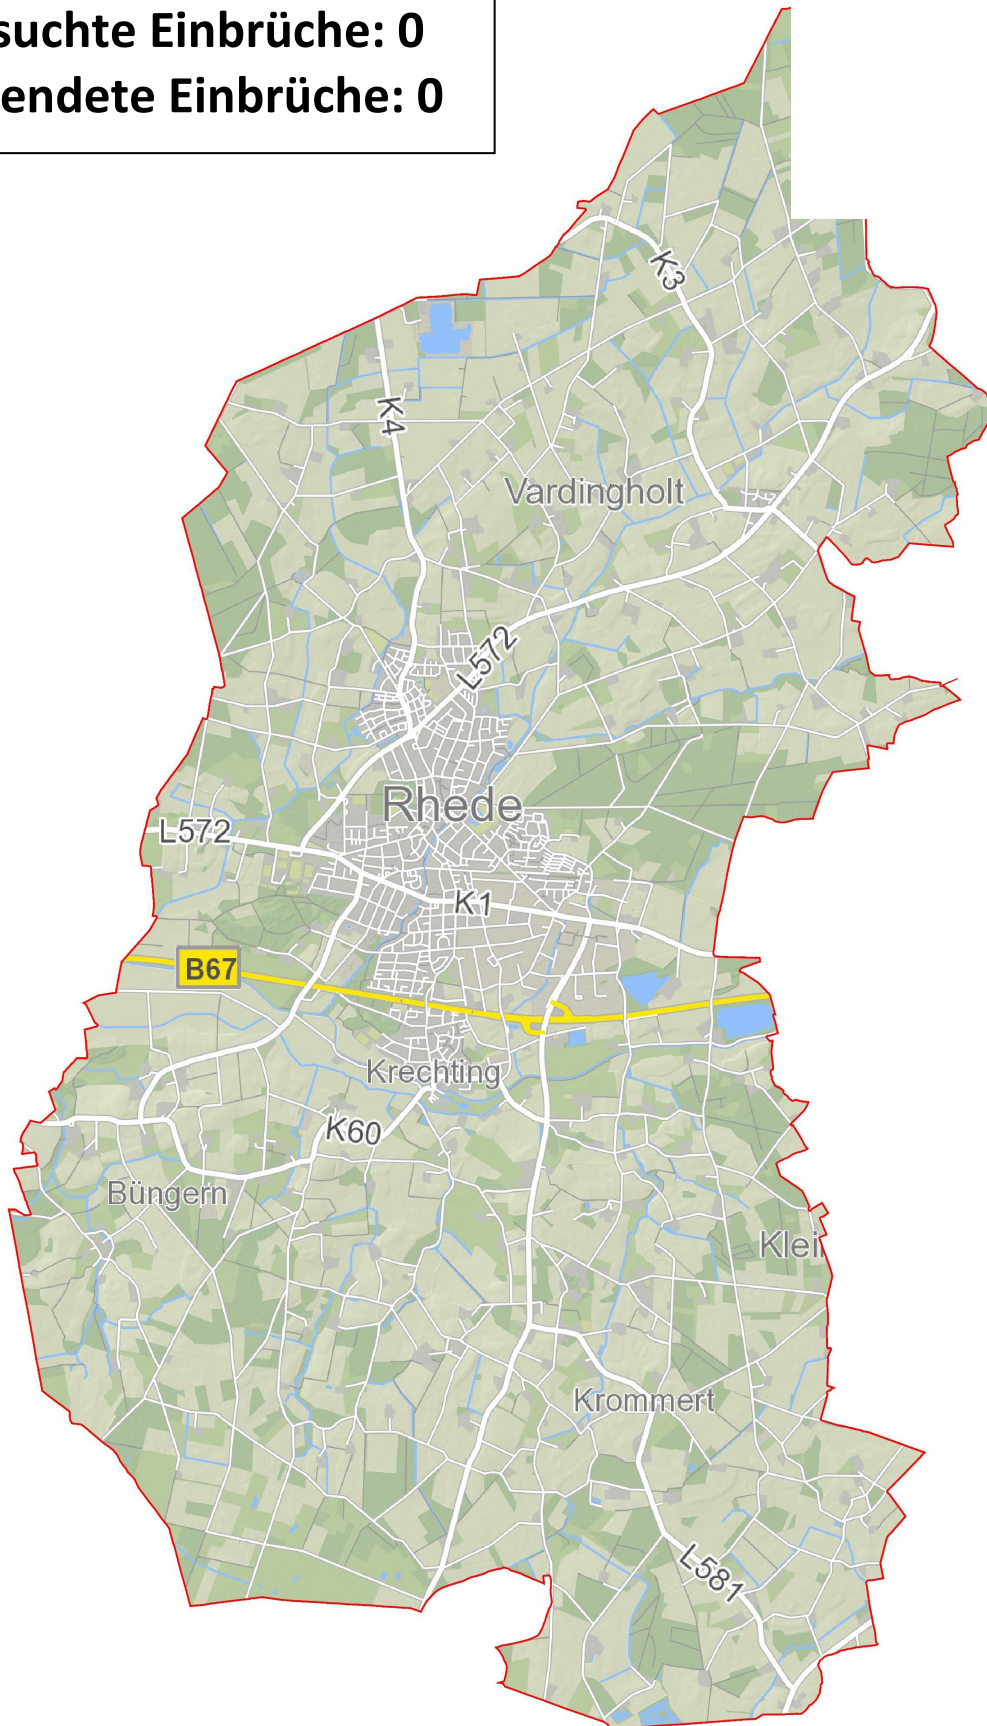 suchte Einbrüche: 0
endete Einbrüche: 0
K3
K4
Vardingholt
L572
Rhede
L572
K1
B67
Krechting
K60
Büngern
Klei
Krommert
L581